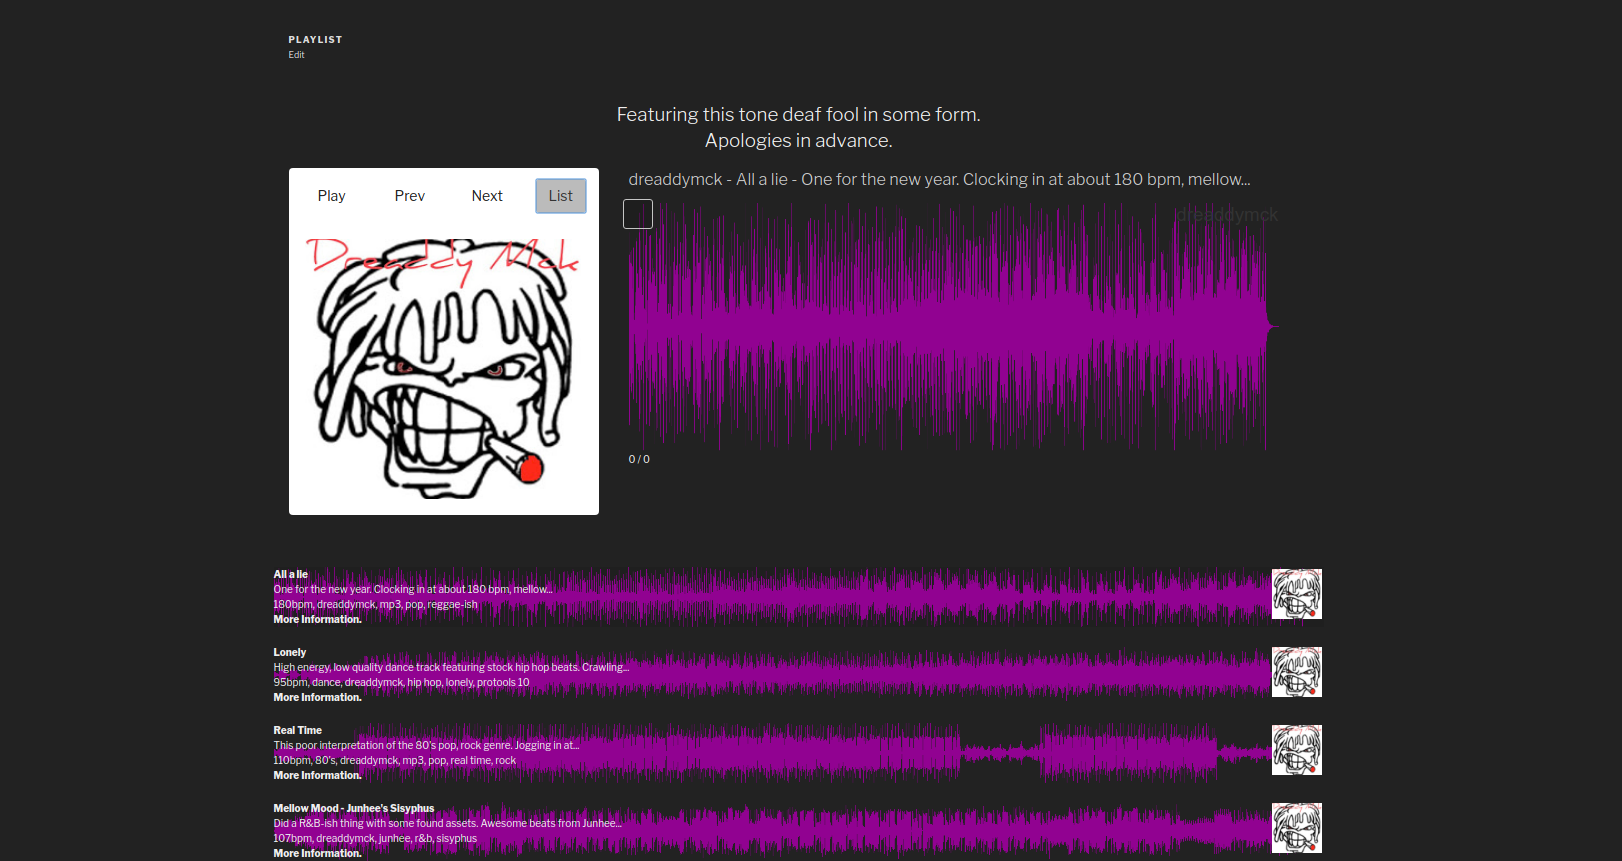 PLAYLIST
Edit
Featuring this tone deaf fool in some form.
Apologies in advance.
Play Prev Next List
dreaddymck - All a lie - One for the new year. Clocking in at about 180 bpm, mellow...
dreaddymck
Dreaddy Mck
0 / 0
All a lie
One for the new year. Clocking in at about 180 bpm, mellow...
180bpm, dreaddymck, mp3, pop, reggae-ish
More Information.
Lonely
High energy, low quality dance track featuring stock hip hop beats. Crawling...
95bpm, dance, dreaddymck, hip hop, lonely, protools 10
More Information.
Real Time
This poor interpretation of the 80's pop, rock genre. Jogging in at...
110bpm, 80's, dreaddymck, mp3, pop, real time, rock
More Information.
Mellow Mood - Junhee's Sisyphus
Did a R&B-ish thing with some found assets. Awesome beats from Junhee...
107bpm, dreaddymck, junhee, r&b, sisyphus
More Information.